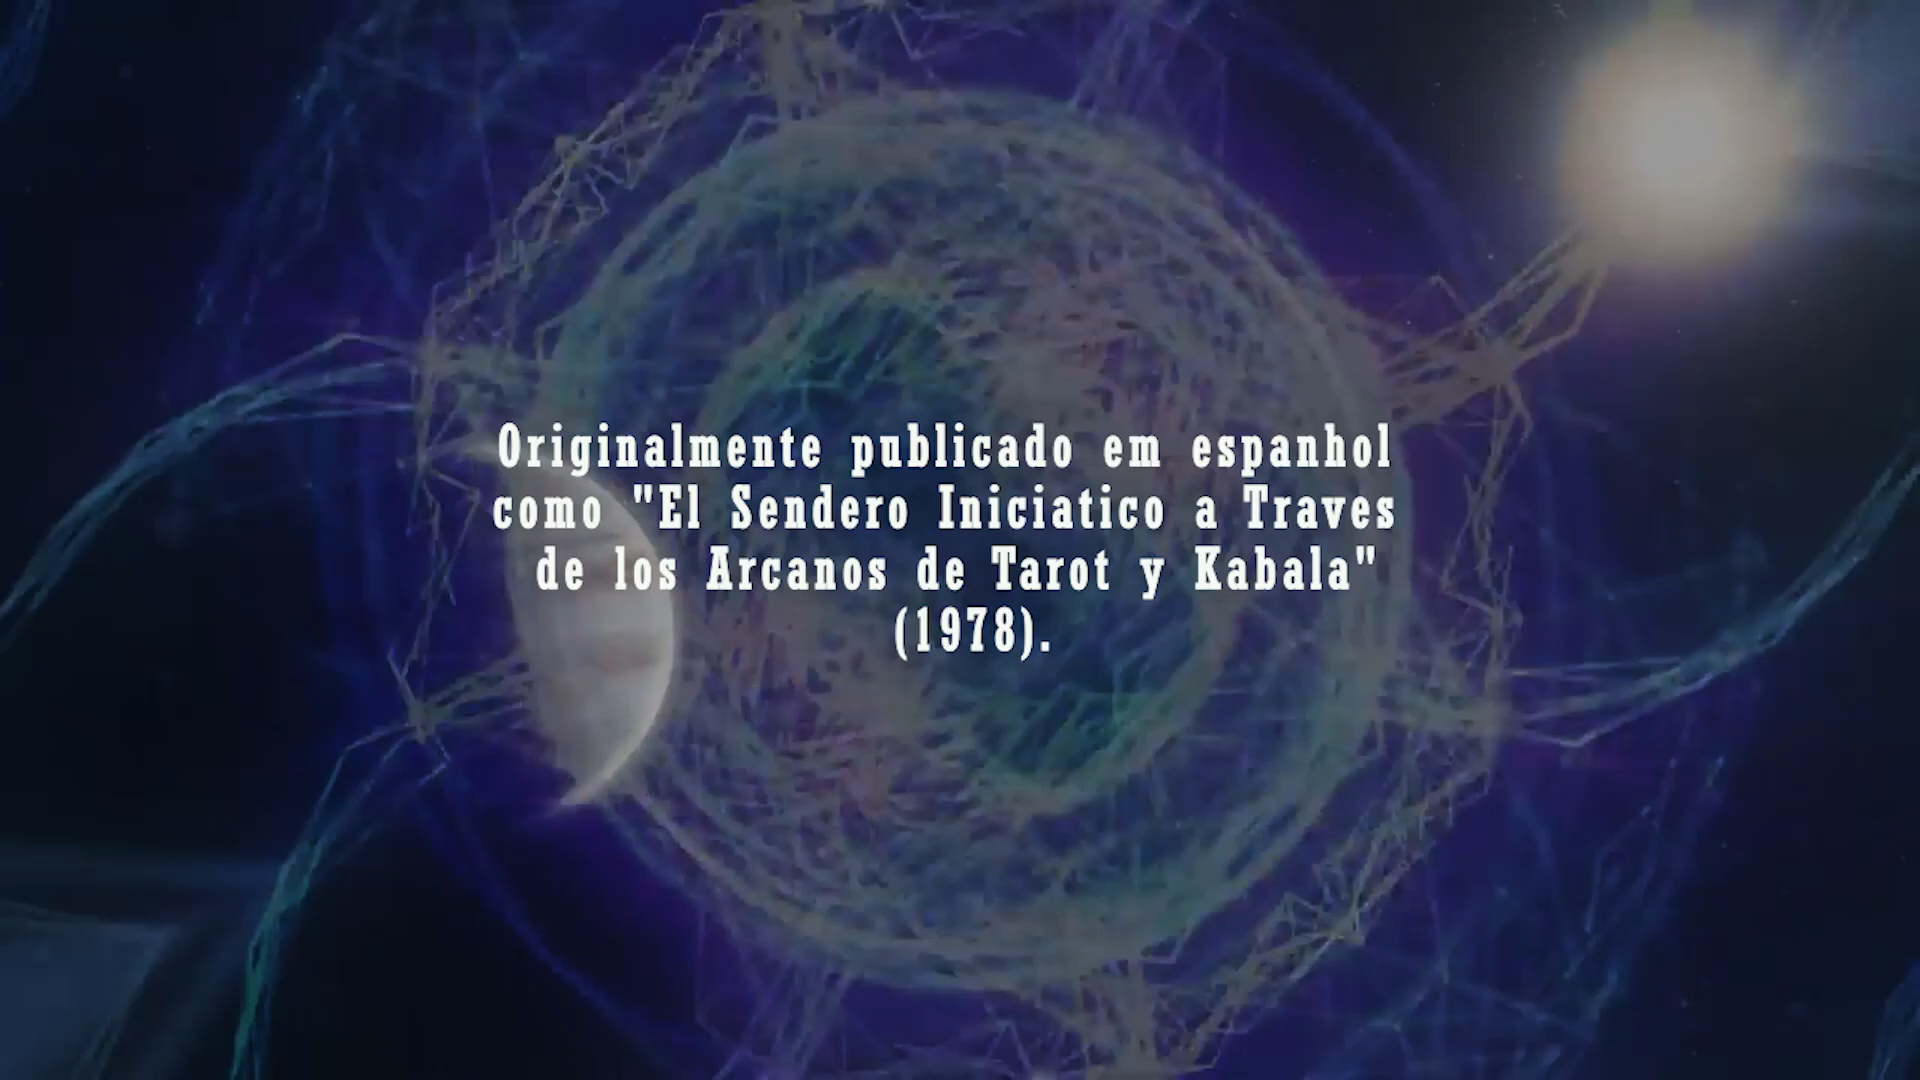 Originalmente publicado em espanhol
como "El Sendero Iniciatico a Traves
de los Arcanos de Tarot y Kabala"
(1978).